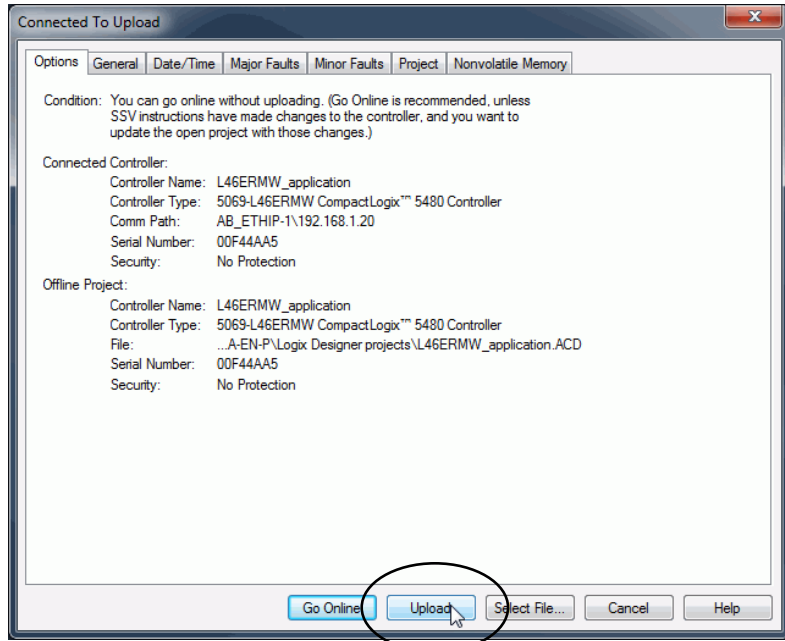 Connected To Upload
Options General Date/Time Major Faults Minor Faults Project Nonvolatile Memory
Condition: You can go online without uploading. (Go Online is recommended, unless
SSV instructions have made changes to the controller, and you want to
update the open project with those changes.)
Connected Controller:
Controller Name: L46ERMW_application
Controller Type: 5069-L46ERMW CompactLogix™ 5480 Controller
Comm Path: AB_ETHIP-1\192.168.1.20
Serial Number: 00F44AA5
Security: No Protection
Offline Project:
Controller Name: L46ERMW_application
Controller Type: 5069-L46ERMW CompactLogix™ 5480 Controller
File: ...A-EN-P\Logix Designer projects\L46ERMW_application.ACD
Serial Number: 00F44AA5
Security: No Protection
Go Online Upload Select File... Cancel Help